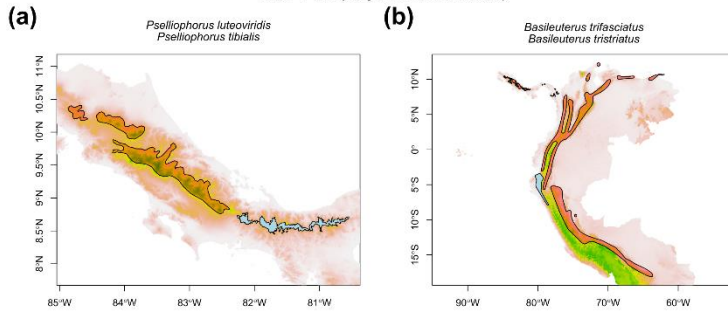 (a)
Pselliophorus luteoviridis
Pselliophorus tibialis
11°N
10.5°N
10°N
9.5°N
9°N
8.5°N
8°N
85°W 84°W 83°W 82°W 81°W
(b)
Basileuterus trifasciatus
Basileuterus tristriatus
10°N
5°N
0°
5°S
10°S
15°S
90°W 80°W 70°W 60°W